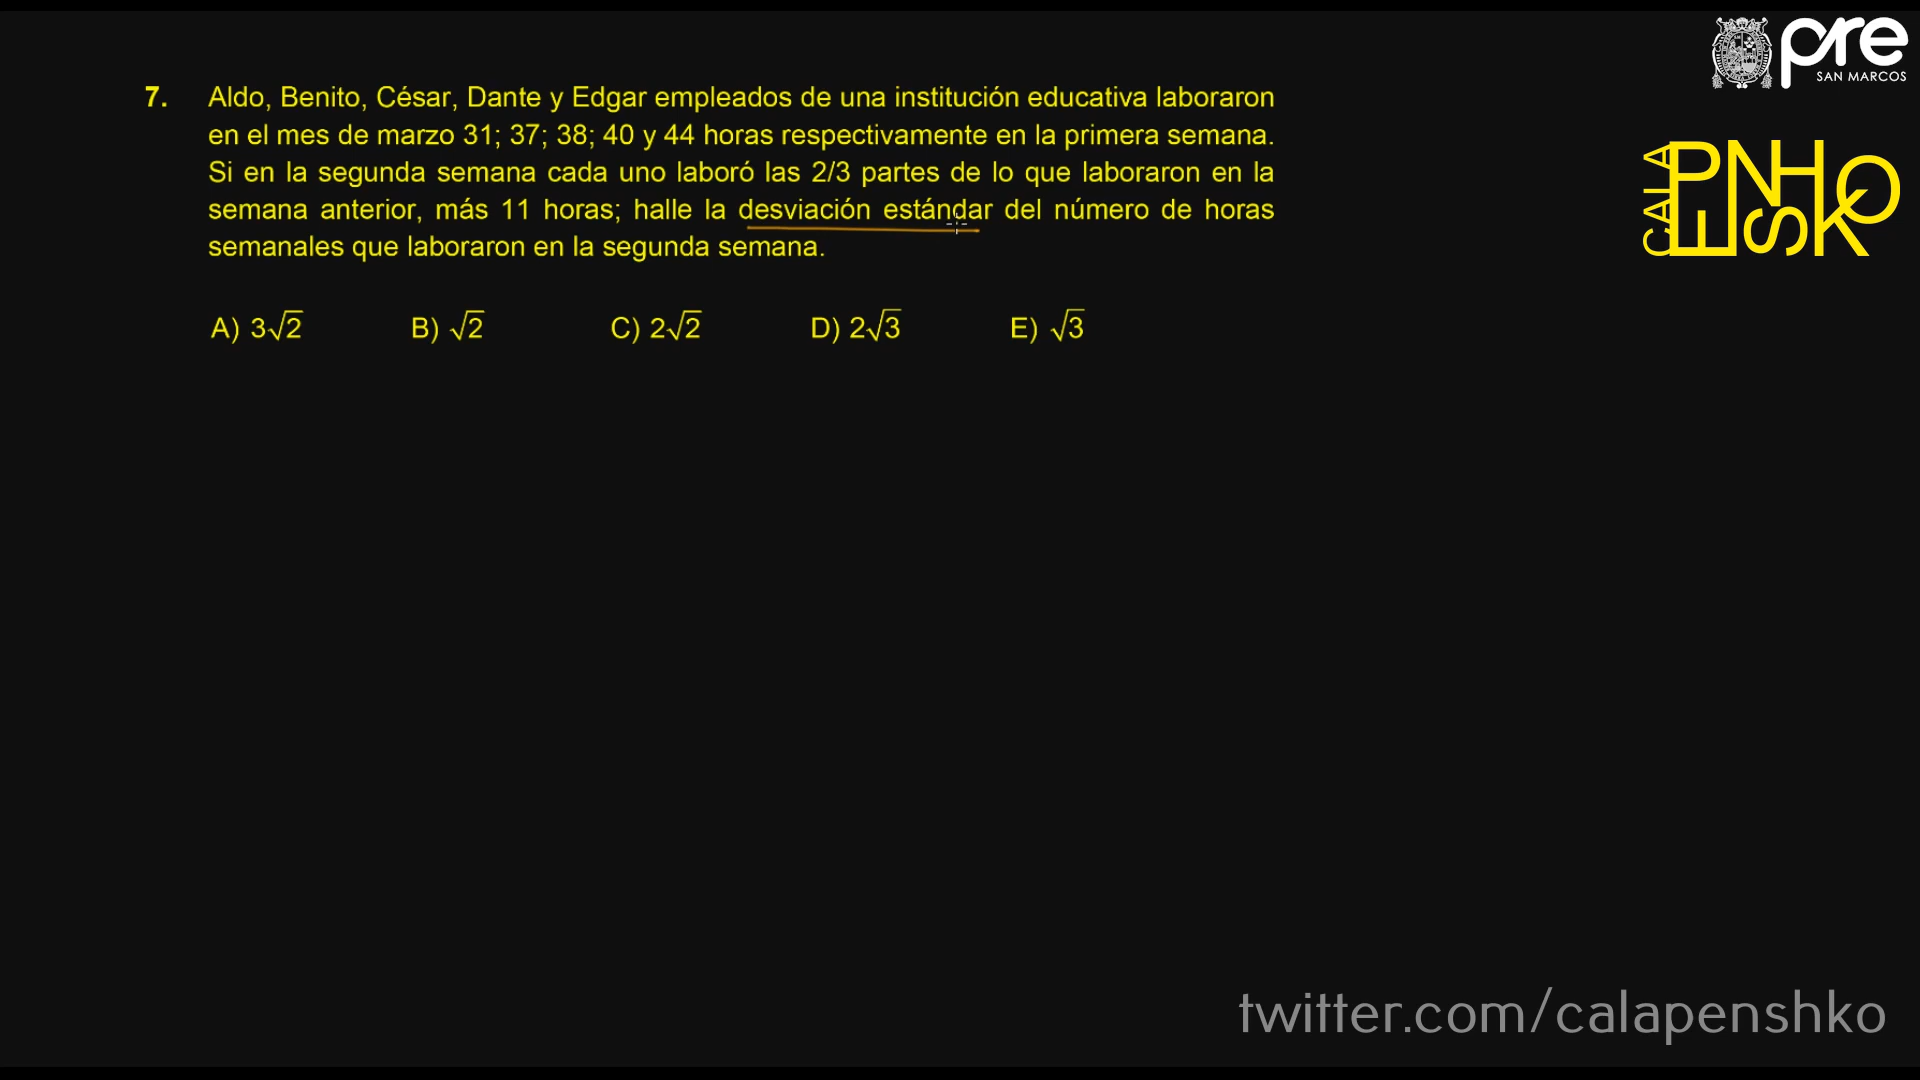 pre
SAN MARCOS
7. Aldo, Benito, César, Dante y Edgar empleados de una institución educativa laboraron
en el mes de marzo 31; 37; 38; 40 y 44 horas respectivamente en la primera semana.
Si en la segunda semana cada uno laboró las 2/3 partes de lo que laboraron en la
semana anterior, más 11 horas; halle la desviación estándar del número de horas
semanales que laboraron en la segunda semana.
A) 3√2 B) √2 C) 2√2 D) 2√3 E) √3
CALA
PENSHKO
twitter.com/calapenshko